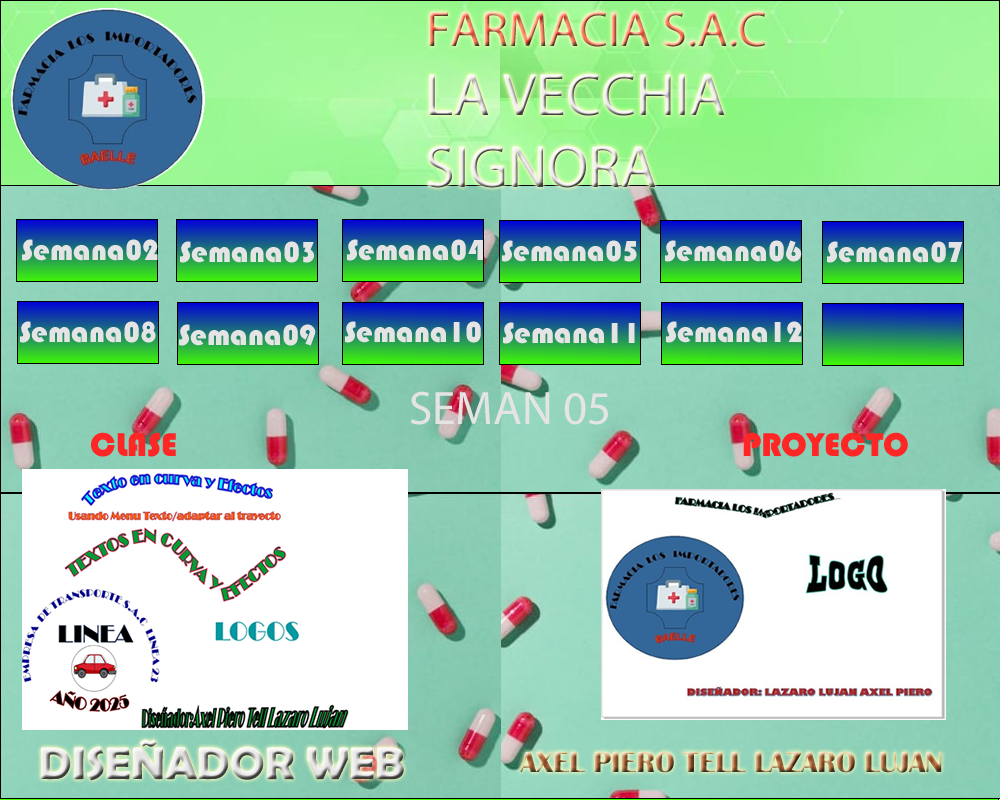 FARMACIA LOS IMPORTADORES
BAELLE
FARMACIA S.A.C
LA VECCHIA
SIGNORA
Semana02
Semana03
Semana04
Semana05
Semana06
Semana07
Semana08
Semana09
Semana10
Semana11
Semana12
SEMAN 05
CLASE
PROYECTO
Texto en curva y Efectos
Usando Menu Texto/adaptar al trayecto
TEXTOS EN CURVA Y EFECTOS
EMPRESA DE TRANSPORTE S.A.C LINEA 23
LINEA
AÑO 2025
LOGOS
Diseñador:Axel Piero Tell Lazaro Lujan
FARMACIA LOS IMPORTADORES
FARMACIA LOS IMPORTADORES
BAELLE
LOGO
DISEÑADOR: LAZARO LUJAN AXEL PIERO
DISEÑADOR WEB
AXEL PIERO TELL LAZARO LUJAN